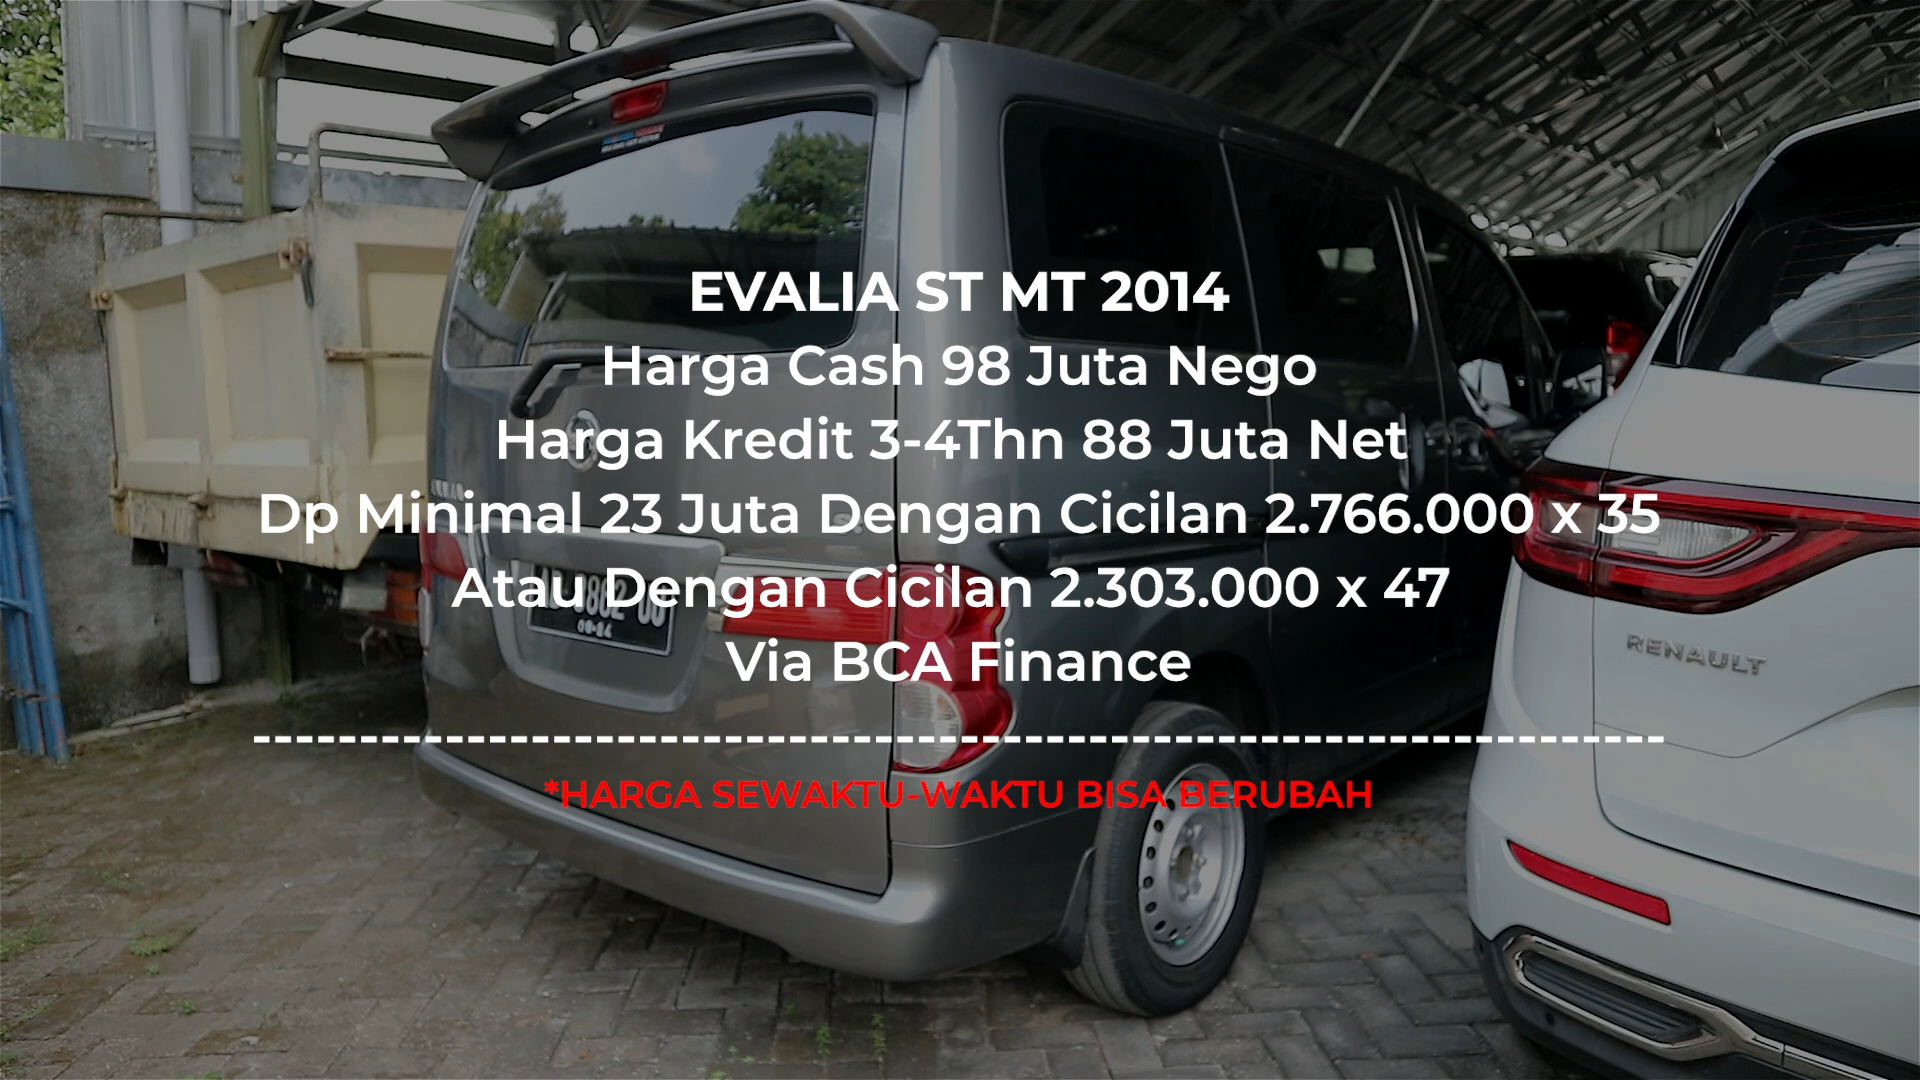 EVALIA ST MT 2014
Harga Cash 98 Juta Nego
Harga Kredit 3-4Thn 88 Juta Net
Dp Minimal 23 Juta Dengan Cicilan 2.766.000 x 35
Atau Dengan Cicilan 2.303.000 x 47
Via BCA Finance
*HARGA SEWAKTU-WAKTU BISA BERUBAH
RENAULT